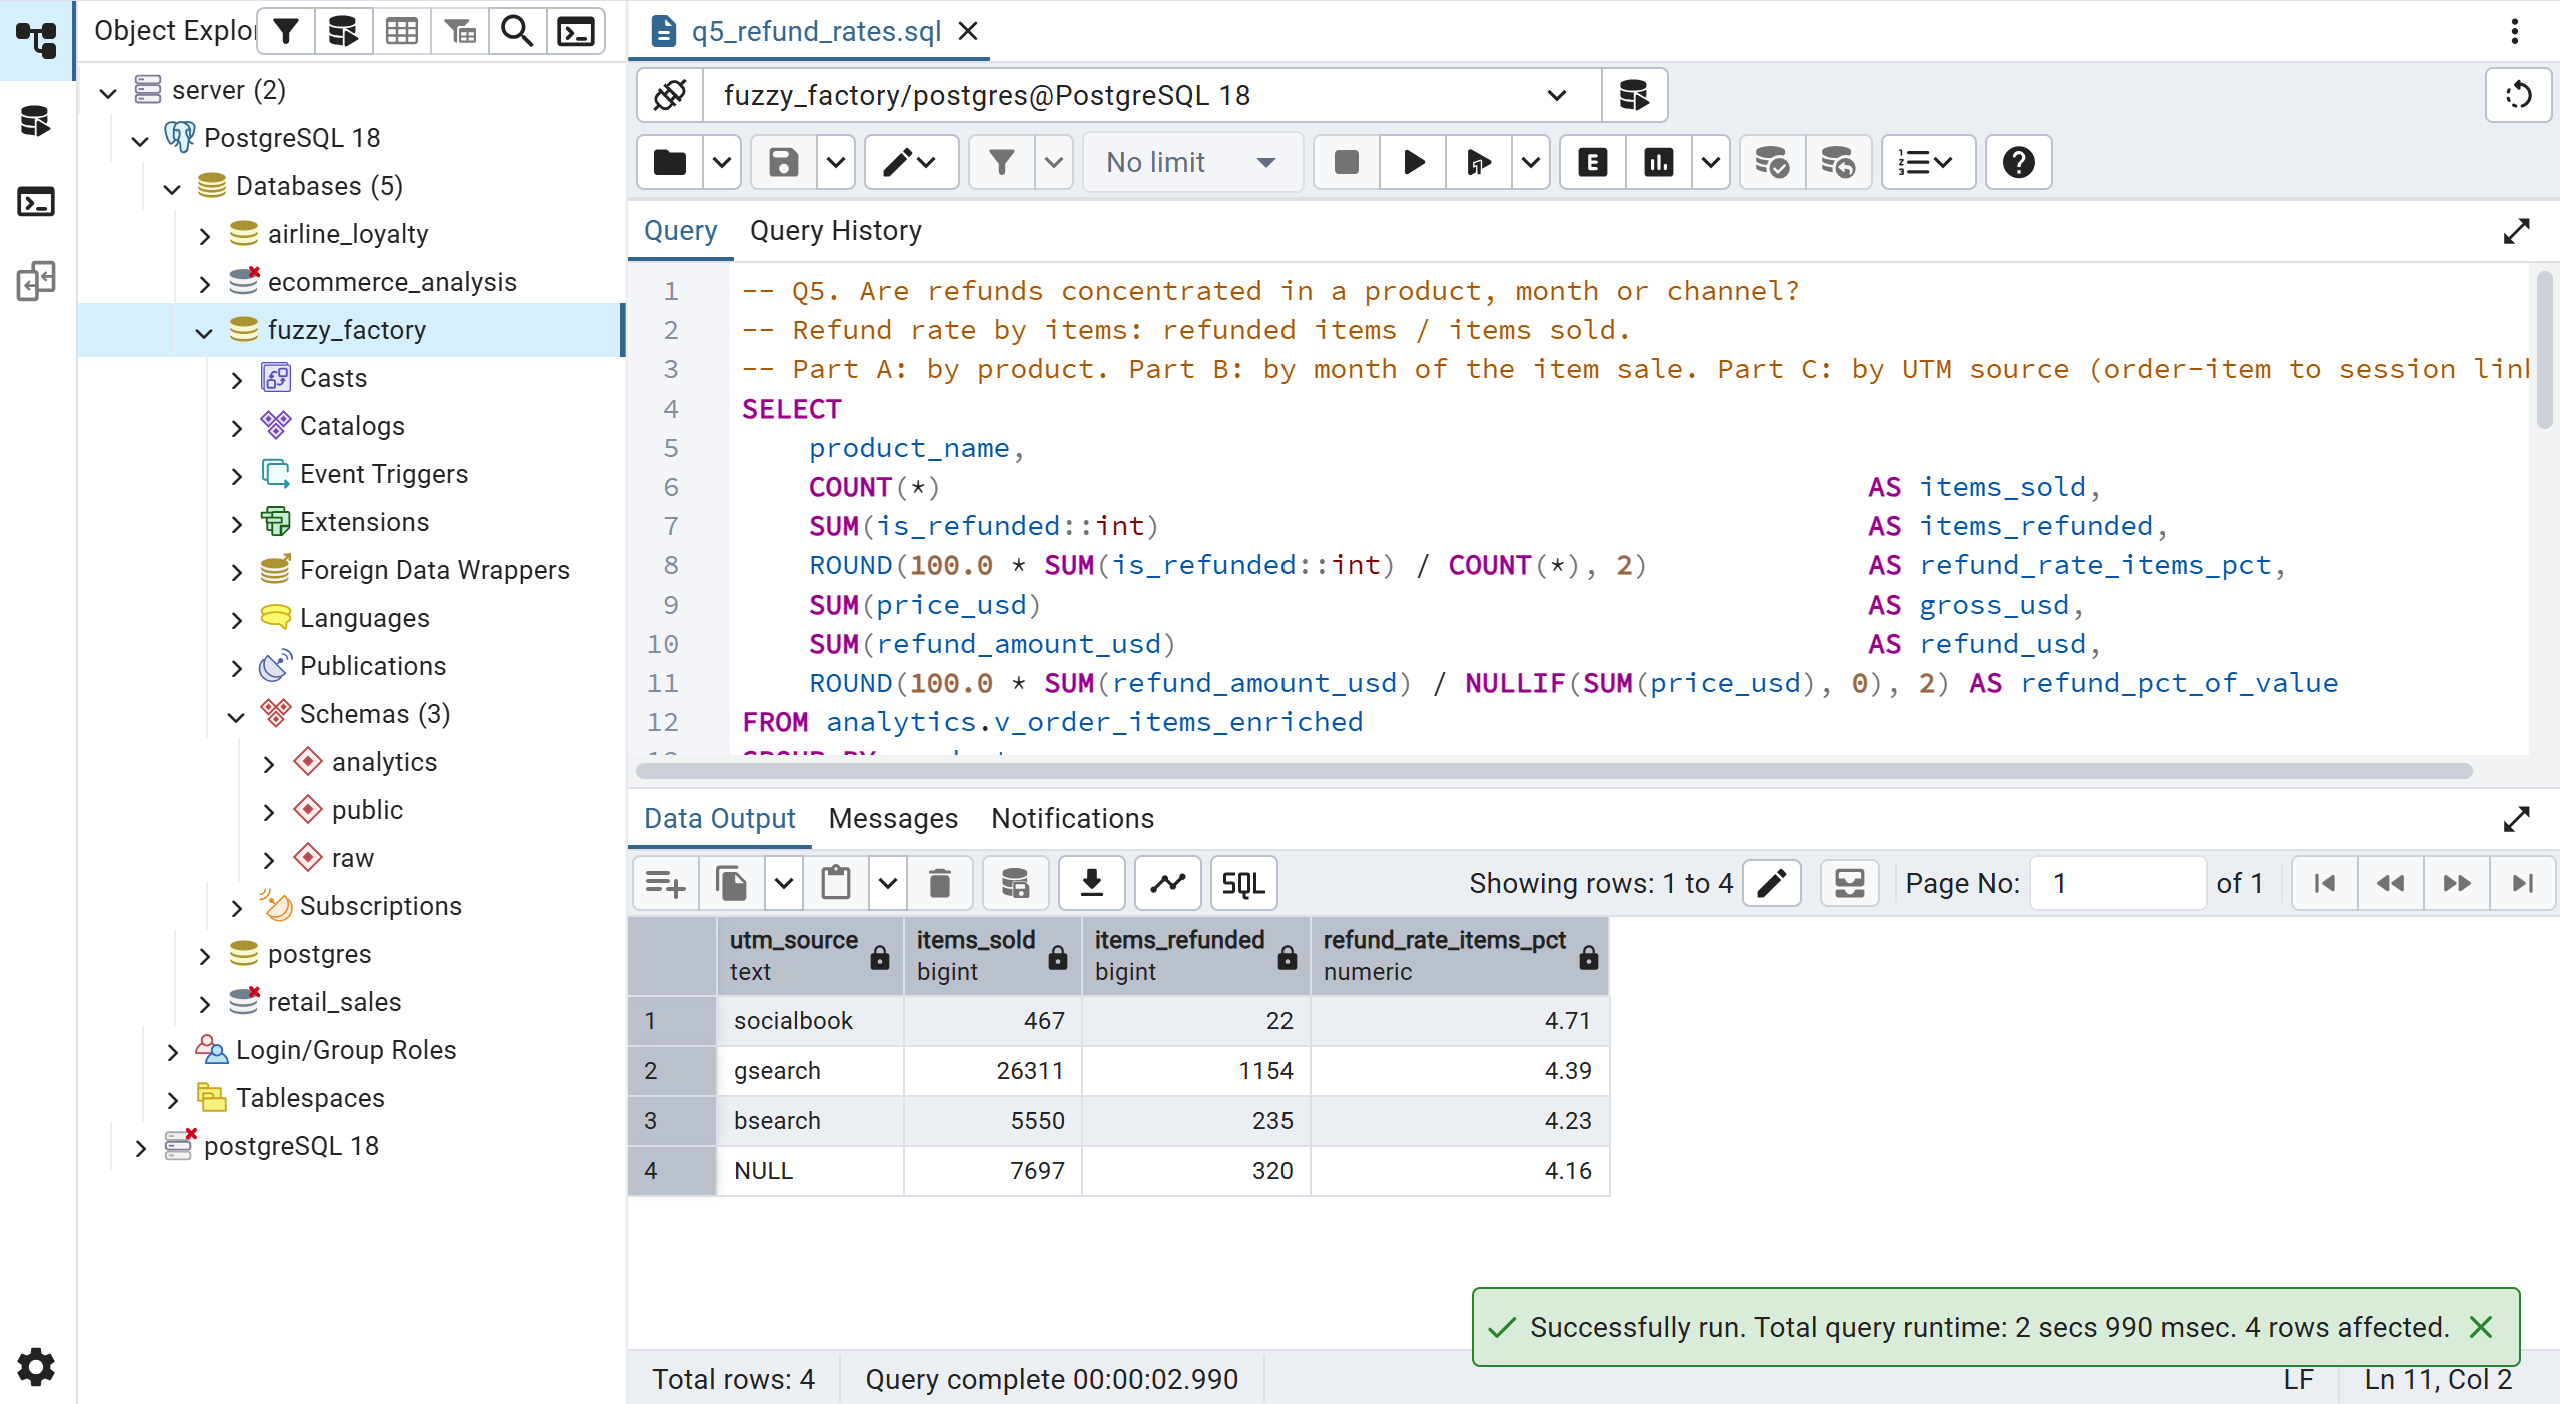 Object Explo
server (2)
PostgreSQL 18
Databases (5)
airline_loyalty
ecommerce_analysis
fuzzy_factory
Casts
Catalogs
Event Triggers
Extensions
Foreign Data Wrappers
Languages
Publications
Schemas (3)
analytics
public
raw
Subscriptions
postgres
retail_sales
Login/Group Roles
Tablespaces
postgreSQL 18
q5_refund_rates.sql
fuzzy_factory/postgres@PostgreSQL 18
No limit
E
Query Query History
1 -- Q5. Are refunds concentrated in a product, month or channel?
2 -- Refund rate by items: refunded items / items sold.
3 -- Part A: by product. Part B: by month of the item sale. Part C: by UTM source (order-item to session link
4 SELECT
5 product_name,
6 COUNT(*) AS items_sold,
7 SUM(is_refunded::int) AS items_refunded,
8 ROUND(100.0 * SUM(is_refunded::int) / COUNT(*), 2) AS refund_rate_items_pct,
9 SUM(price_usd) AS gross_usd,
10 SUM(refund_amount_usd) AS refund_usd,
11 ROUND(100.0 * SUM(refund_amount_usd) / NULLIF(SUM(price_usd), 0), 2) AS refund_pct_of_value
12 FROM analytics.v_order_items_enriched
Data Output Messages Notifications
SQL Showing rows: 1 to 4 Page No: 1 of 1
utm_source items_sold items_refunded refund_rate_items_pct
text bigint bigint numeric
1 socialbook 467 22 4.71
2 gsearch 26311 1154 4.39
3 bsearch 5550 235 4.23
4 NULL 7697 320 4.16
Successfully run. Total query runtime: 2 secs 990 msec. 4 rows affected.
Total rows: 4 Query complete 00:00:02.990 LF Ln 11, Col 2